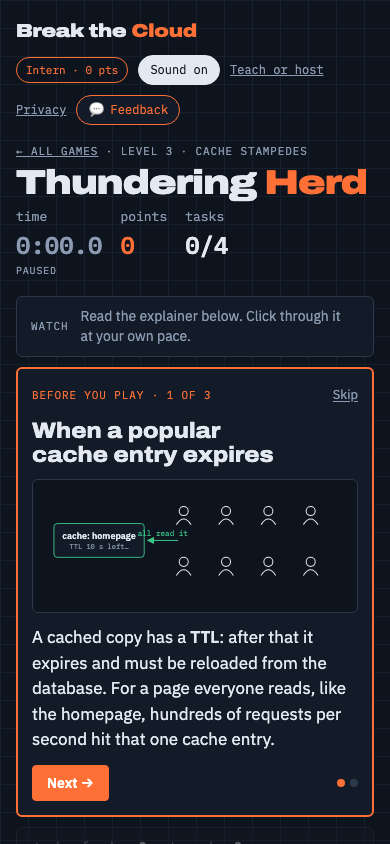 Break the Cloud
Intern · 0 pts
Sound on
Teach or host
Privacy
💬 Feedback
← ALL GAMES · LEVEL 3 · CACHE STAMPEDES
Thundering Herd
time points tasks
0:00.0 0 0/4
PAUSED
WATCH
Read the explainer below. Click through it
at your own pace.
BEFORE YOU PLAY · 1 OF 3
Skip
When a popular
cache entry expires
cache: homepage
TTL 10 s left…
all read it
A cached copy has a TTL: after that it
expires and must be reloaded from the
database. For a page everyone reads, like
the homepage, hundreds of requests per
second hit that one cache entry.
Next →